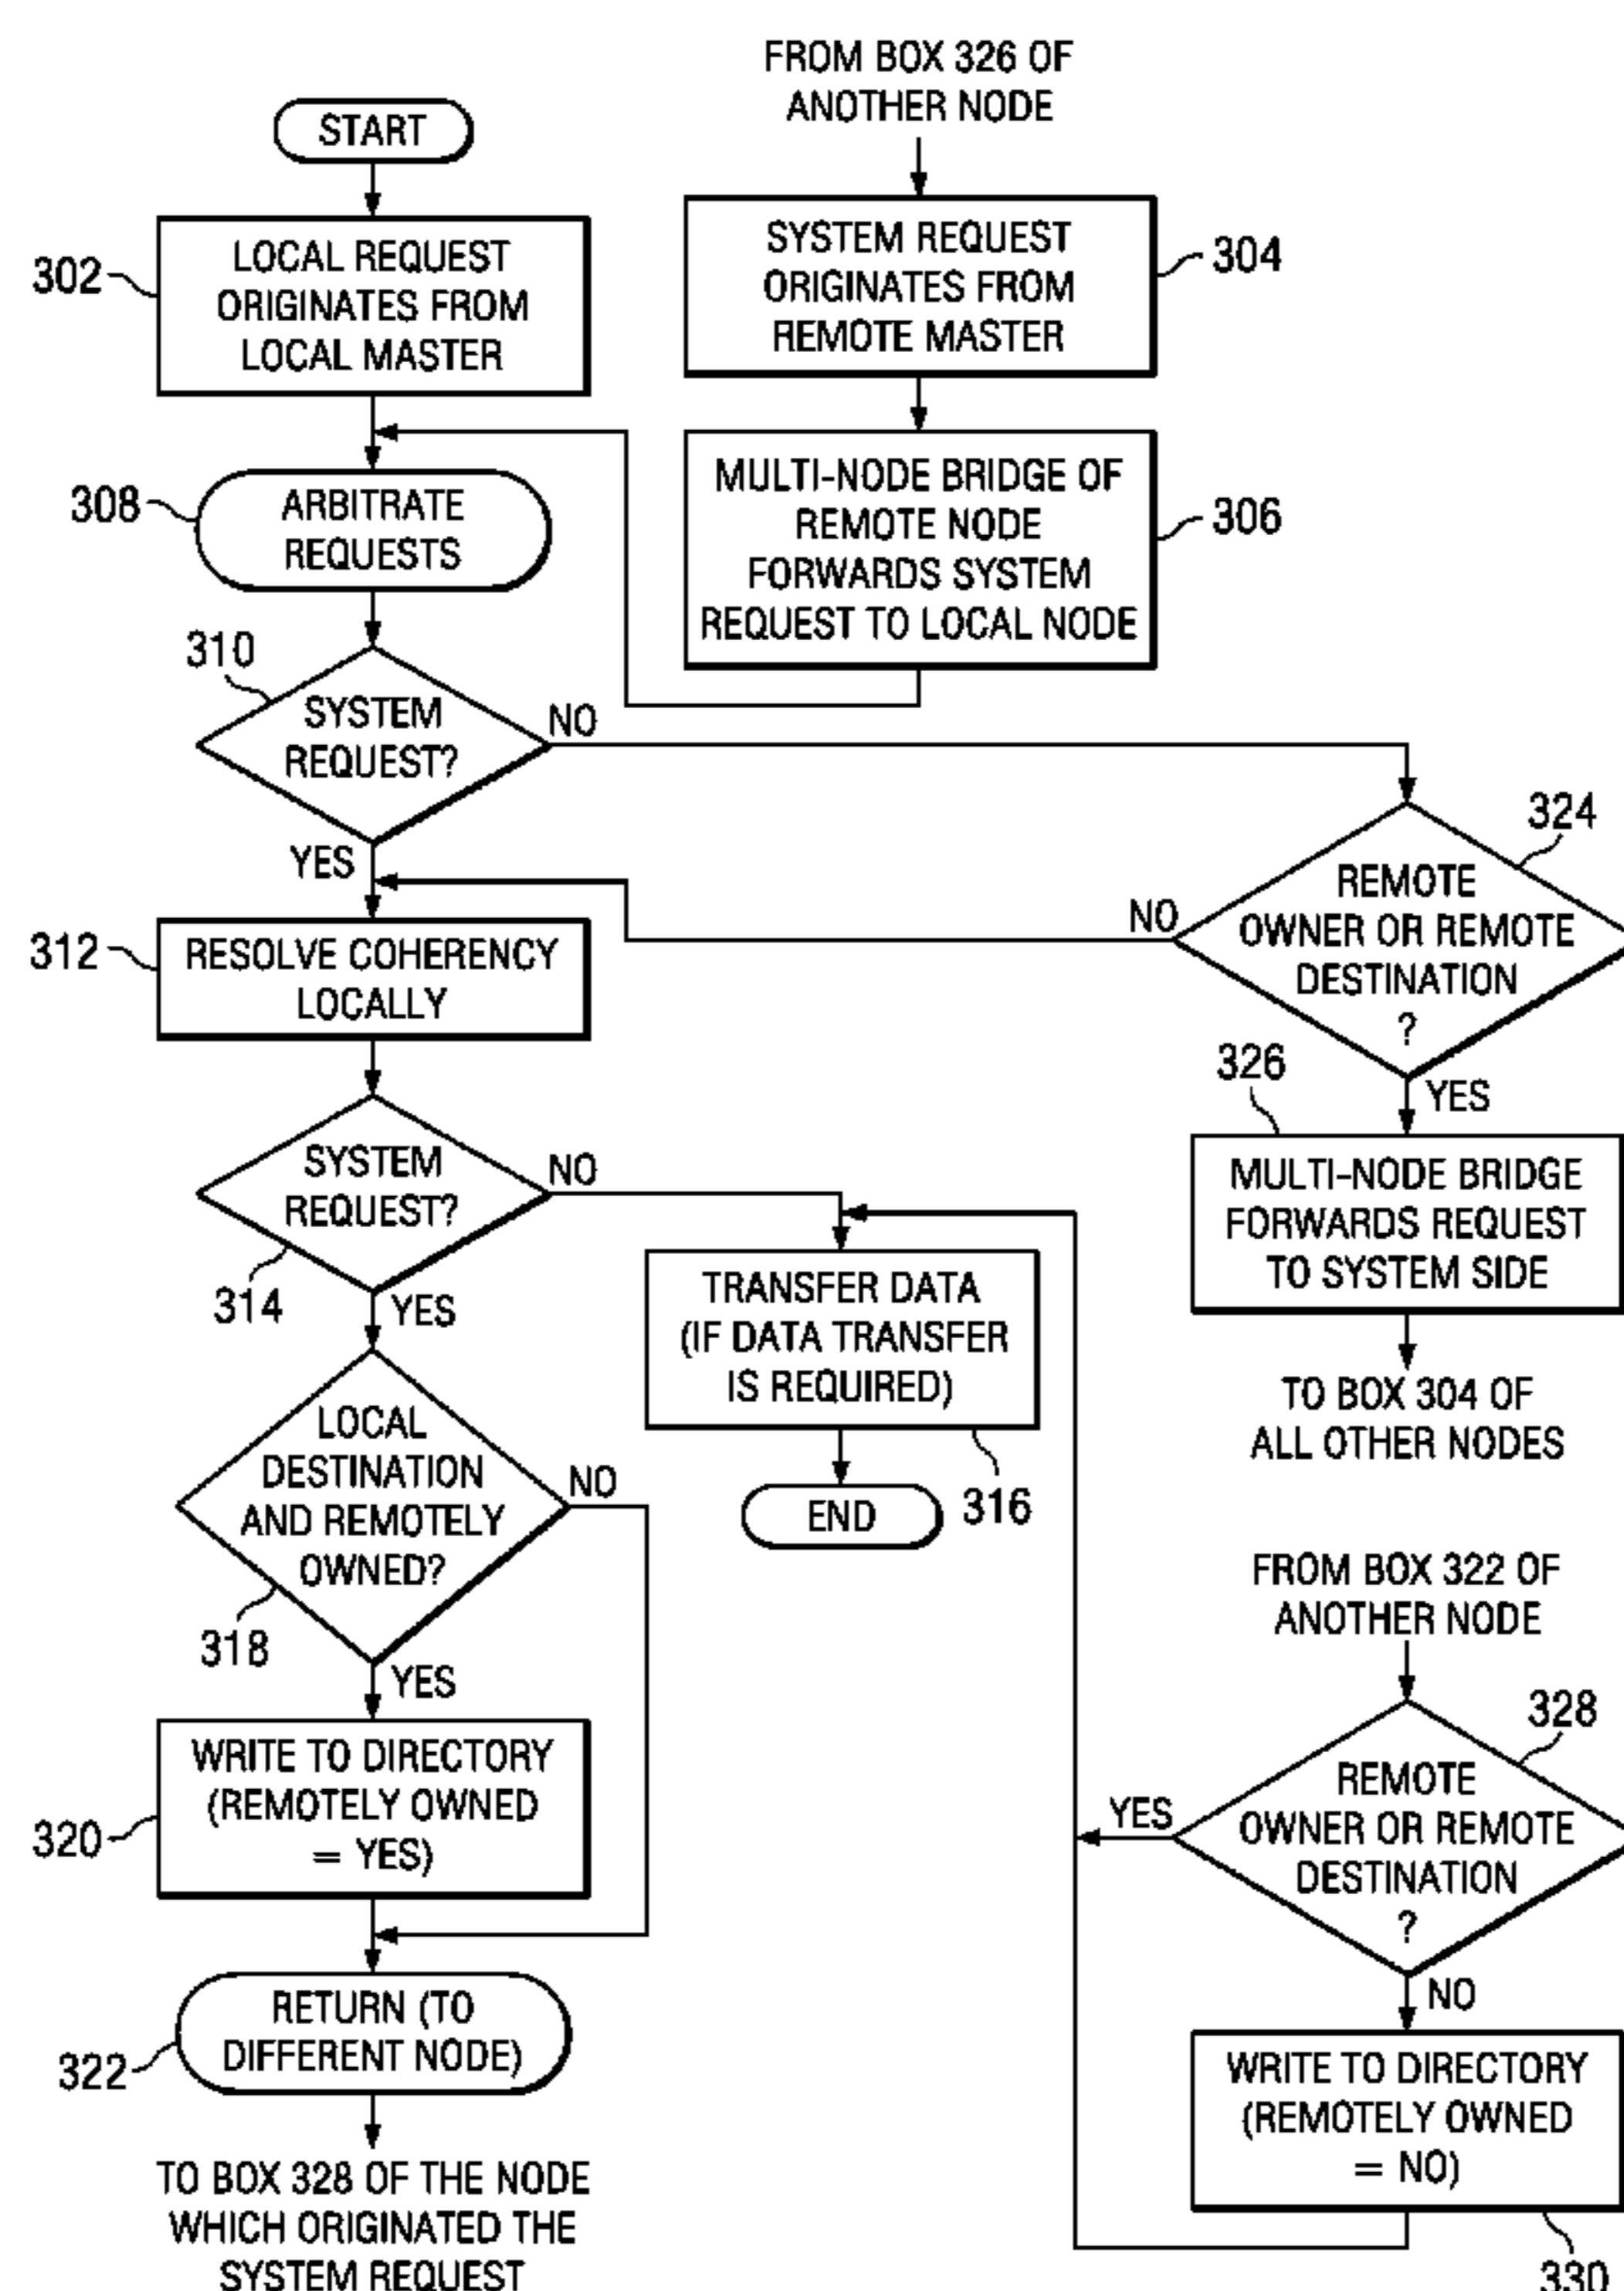 FROM BOX 326 OF
ANOTHER NODE
START
302
LOCAL REQUEST
ORIGINATES FROM
LOCAL MASTER
SYSTEM REQUEST
ORIGINATES FROM
REMOTE MASTER
304
308
ARBITRATE
REQUESTS
MULTI-NODE BRIDGE OF
REMOTE NODE
FORWARDS SYSTEM
REQUEST TO LOCAL NODE
306
310
SYSTEM
REQUEST?
NO
YES
324
REMOTE
OWNER OR REMOTE
DESTINATION
?
NO
YES
312
RESOLVE COHERENCY
LOCALLY
326
MULTI-NODE BRIDGE
FORWARDS REQUEST
TO SYSTEM SIDE
TO BOX 304 OF
ALL OTHER NODES
SYSTEM
REQUEST?
NO
314
YES
TRANSFER DATA
(IF DATA TRANSFER
IS REQUIRED)
316
END
LOCAL
DESTINATION
AND REMOTELY
OWNED?
NO
318
YES
FROM BOX 322 OF
ANOTHER NODE
328
REMOTE
OWNER OR REMOTE
DESTINATION
?
YES
NO
320
WRITE TO DIRECTORY
(REMOTELY OWNED
= YES)
322
RETURN (TO
DIFFERENT NODE)
WRITE TO DIRECTORY
(REMOTELY OWNED
= NO)
330
TO BOX 328 OF THE NODE
WHICH ORIGINATED THE
SYSTEM REQUEST